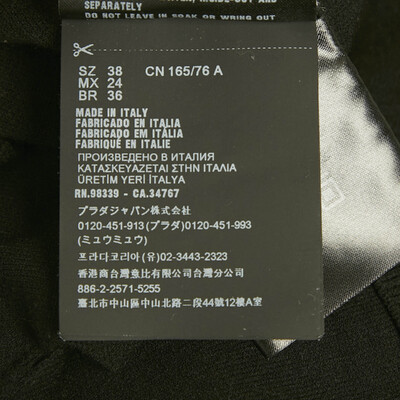 SEPARATELY
DO NOT LEAVE IN SOAK OR WRING OUT
SZ 38 CN 165/76 A
MX 24
BR 36
MADE IN ITALY
FABRICADO EN ITALIA
FABRICADO EM ITÁLIA
FABRIQUÉ EN ITALIE
ПРОИЗВЕДЕНО В ИТАЛИЯ
ΚΑΤΑΣΚΕΥΑΖΕΤΑΙ ΣΤΗΝ ΙΤΑΛΙΑ
ÜRETİM YERİ İTALYA
RN.98339 - CA.34767
プラダジャパン株式会社
0120-451-913 (プラダ) 0120-451-993
(ミュウミュウ)
프라다코리아 (유) 02-3443-2323
香港商台灣意比有限公司台灣分公司
886-2-2571-5255
臺北市中山區中山北路二段44號12樓A室